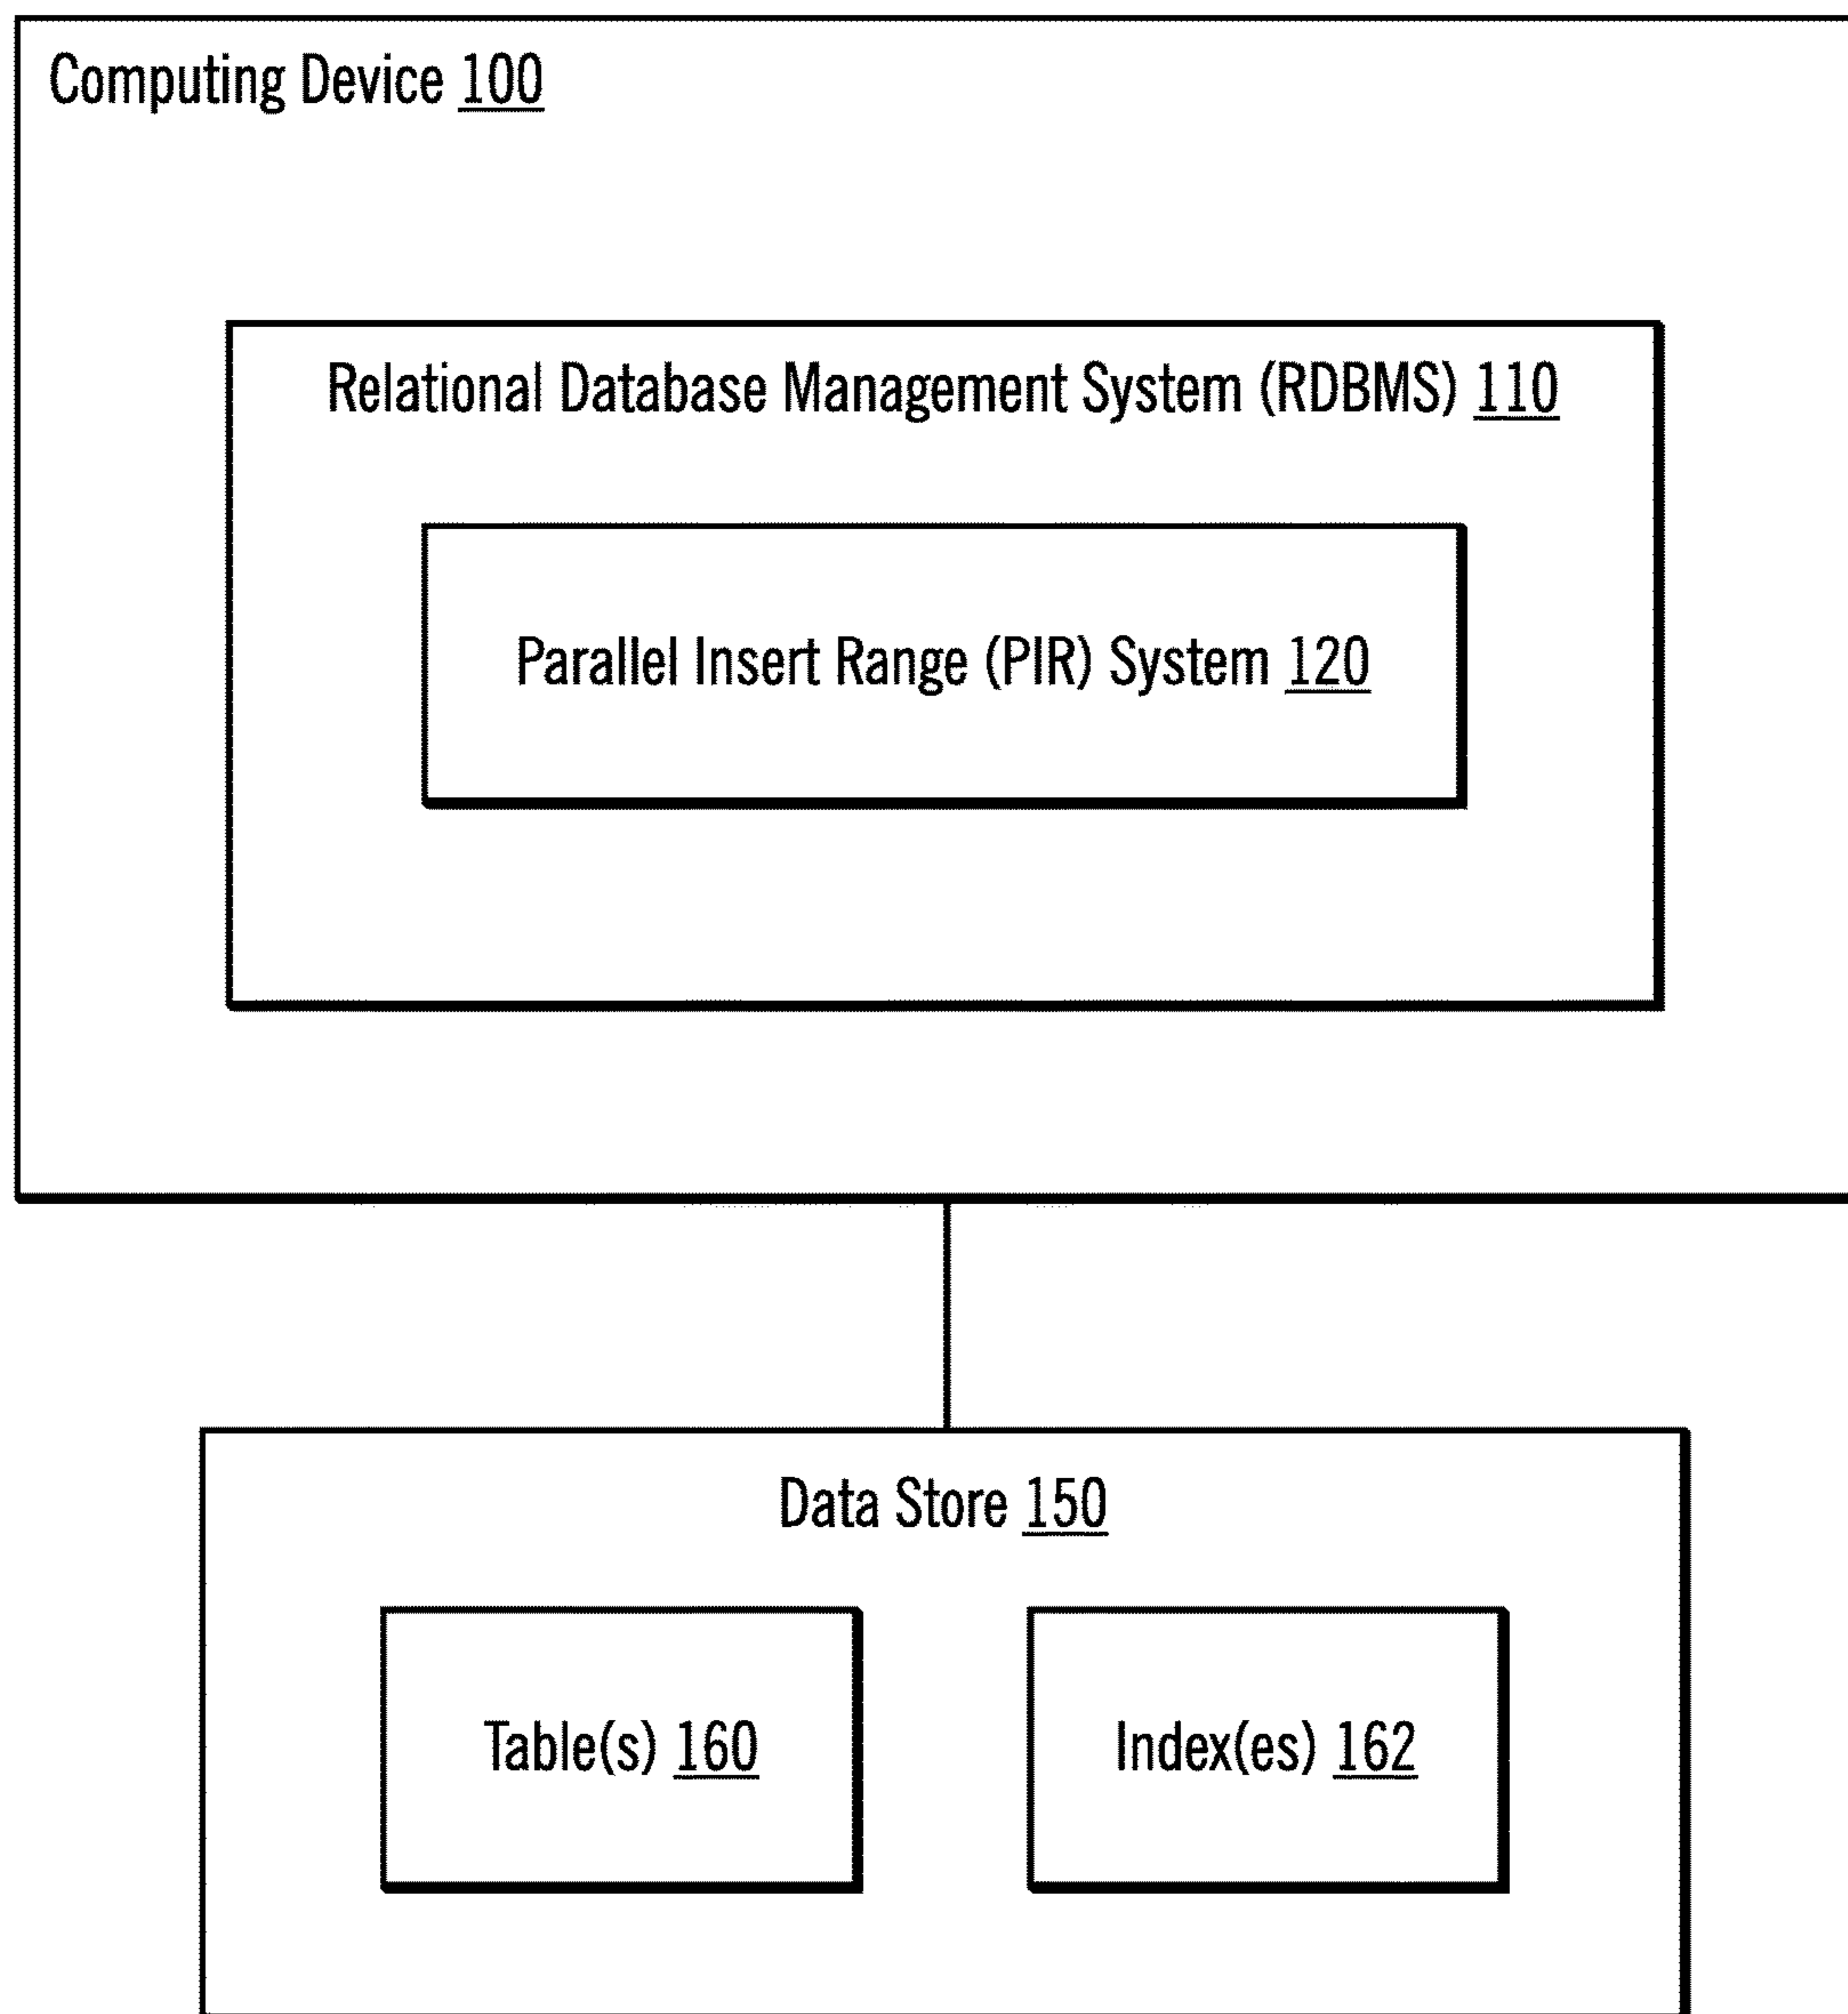 Computing Device 100
Relational Database Management System (RDBMS) 110
Parallel Insert Range (PIR) System 120
Data Store 150
Table(s) 160
Index(es) 162